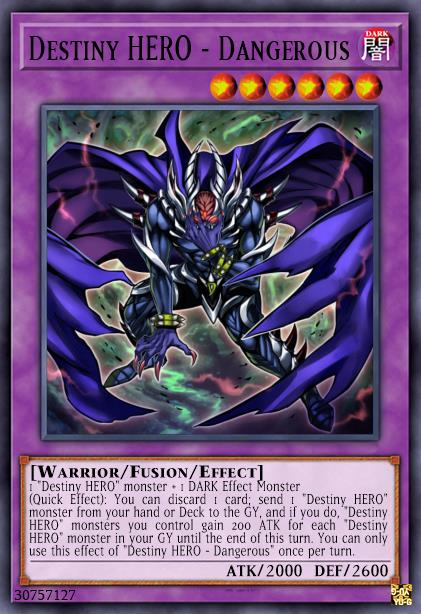 Destiny HERO - Dangerous
DARK
闇
[Warrior/Fusion/Effect]
1 "Destiny HERO" monster + 1 DARK Effect Monster
(Quick Effect): You can discard 1 card; send 1 "Destiny HERO"
monster from your hand or Deck to the GY, and if you do, "Destiny
HERO" monsters you control gain 200 ATK for each "Destiny
HERO" monster in your GY until the end of this turn. You can only
use this effect of "Destiny HERO - Dangerous" once per turn.
ATK/2000 DEF/2600
30757127